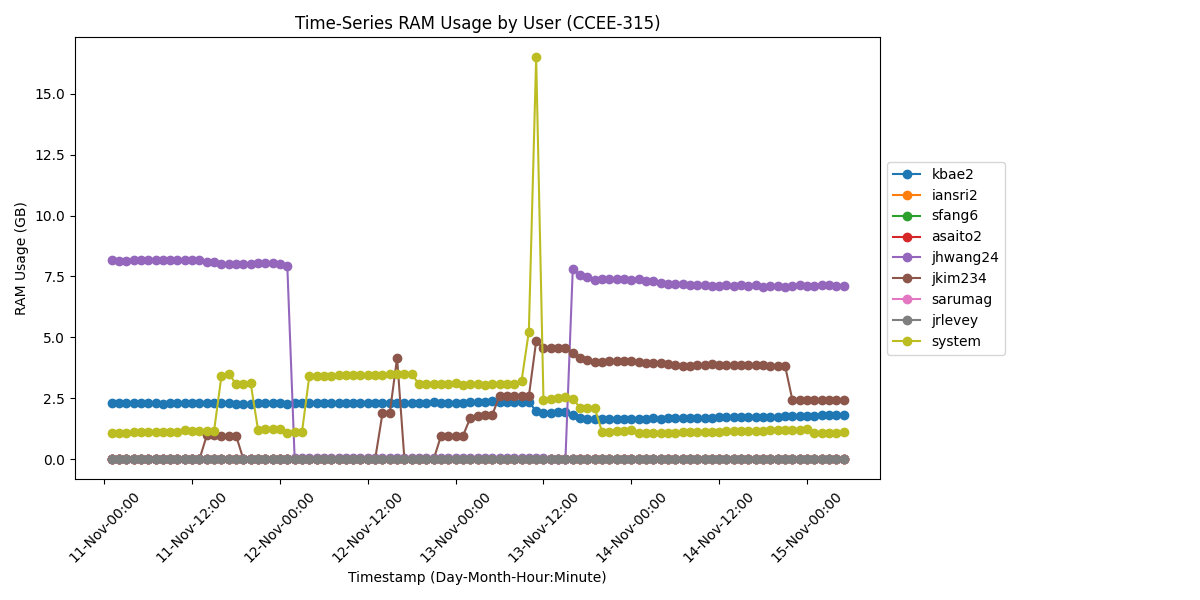 Time-Series RAM Usage by User (CCEE-315)
RAM Usage (GB)
15.0
12.5
10.0
7.5
5.0
2.5
0.0
11-Nov-00:00
11-Nov-12:00
12-Nov-00:00
12-Nov-12:00
13-Nov-00:00
13-Nov-12:00
14-Nov-00:00
14-Nov-12:00
15-Nov-00:00
Timestamp (Day-Month-Hour:Minute)
kbae2
iansri2
sfang6
asaito2
jhwang24
jkim234
sarumag
jrlevey
system